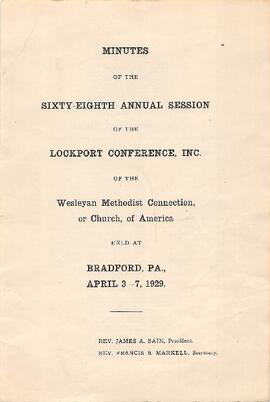 MINUTES
OF THE
SIXTY-EIGHTH ANNUAL SESSION
OF THE
LOCKPORT CONFERENCE, INC.
OF THE
Wesleyan Methodist Connection,
or Church, of America
HELD AT
BRADFORD, PA.,
APRIL 3—7, 1929.
REV. JAMES A. BAIN, President.
REV. FRANCIS R. MARKELL, Secretary.